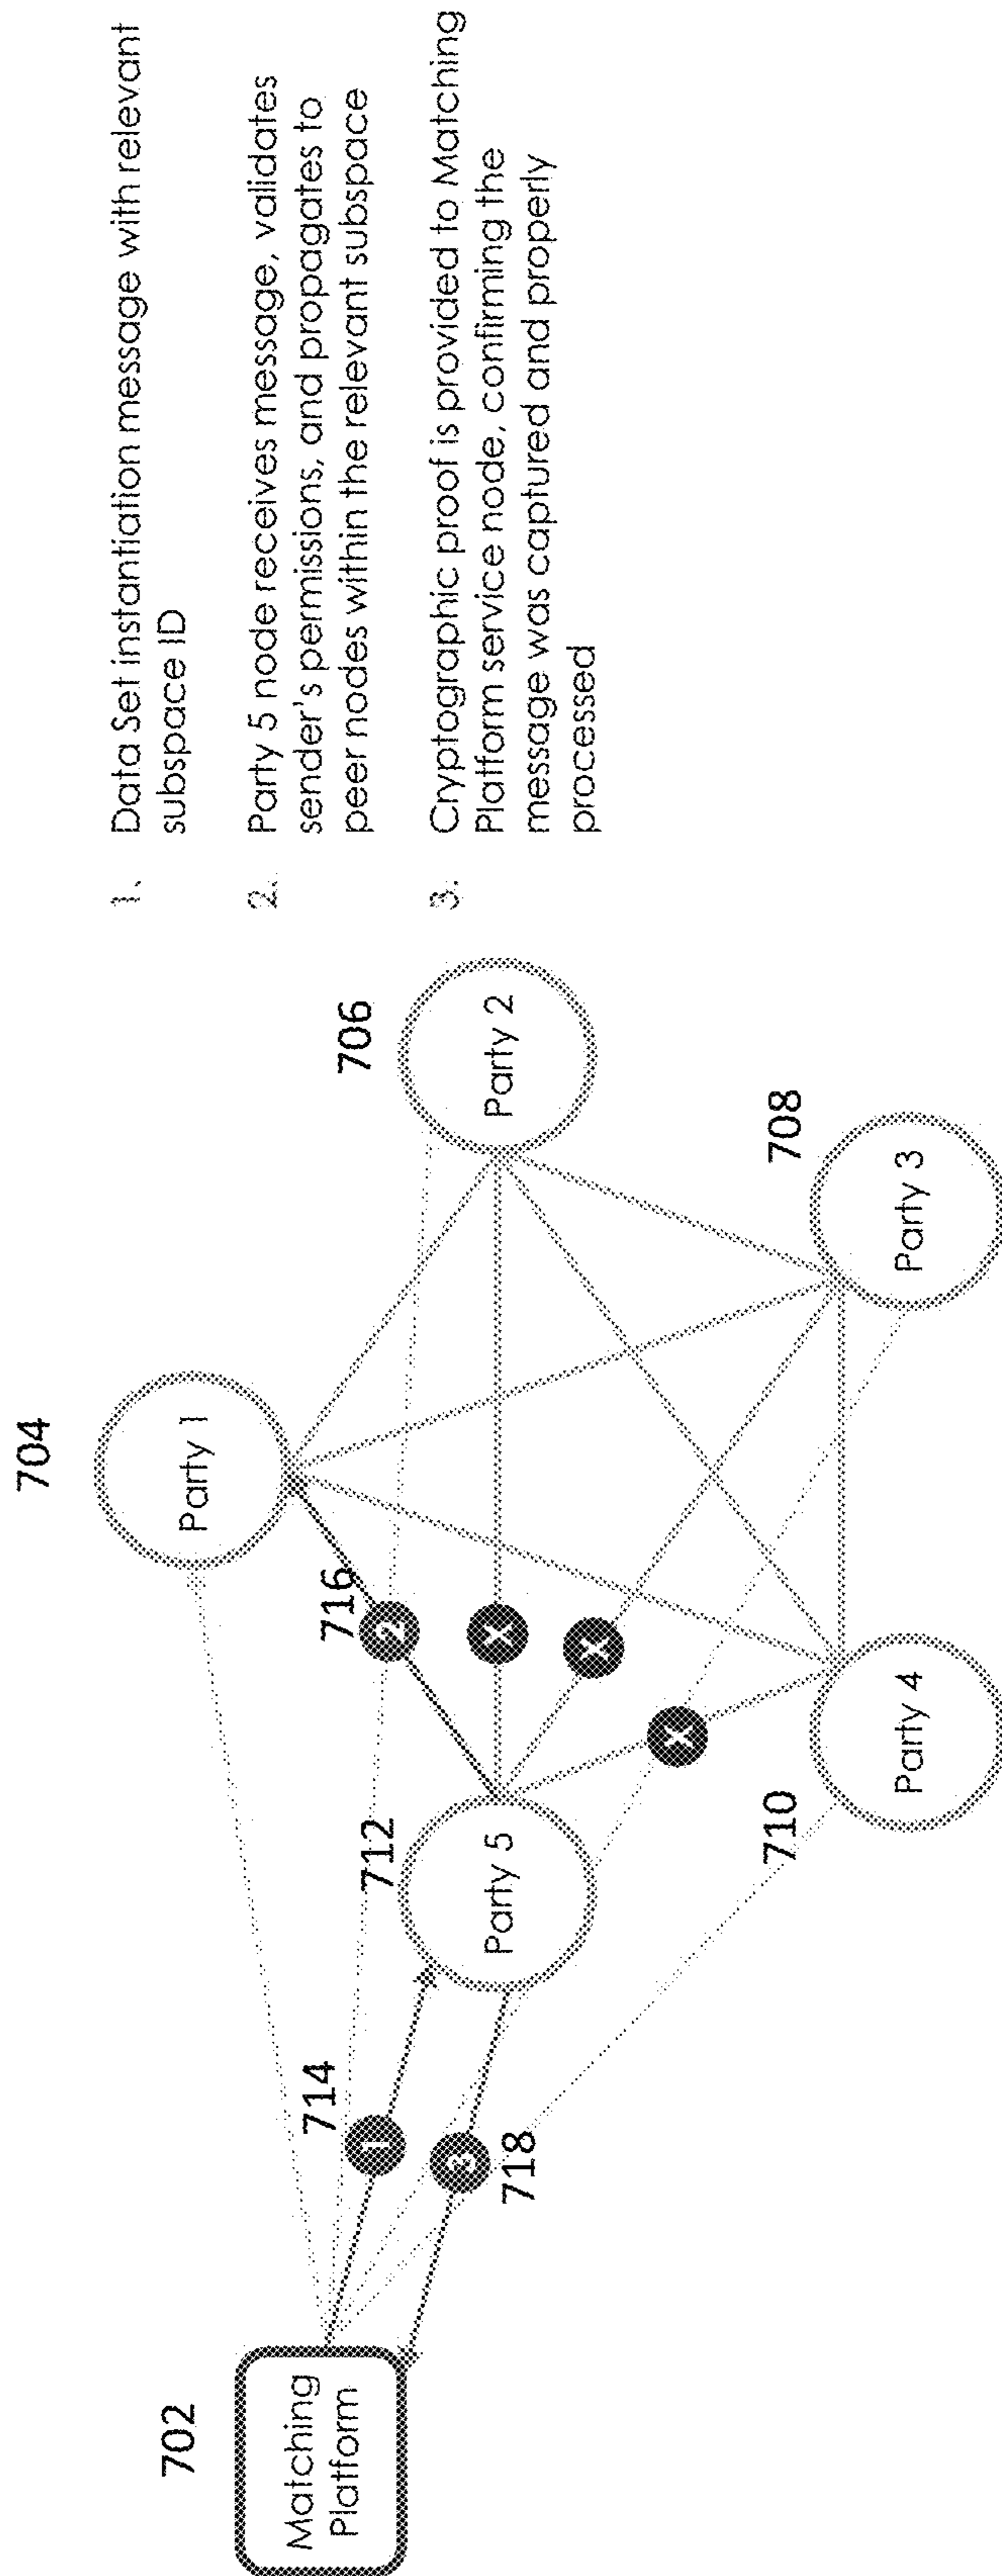 702
Matching
Platform
704
Party 1
706
Party 2
708
Party 3
710
Party 4
712
Party 5
714
1
716
2
718
3
X
X
X
1. Data Set instantiation message with relevant
subspace ID
2. Party 5 node receives message, validates
sender's permissions, and propagates to
peer nodes within the relevant subspace
3. Cryptographic proof is provided to Matching
Platform service node, confirming the
message was captured and properly
processed